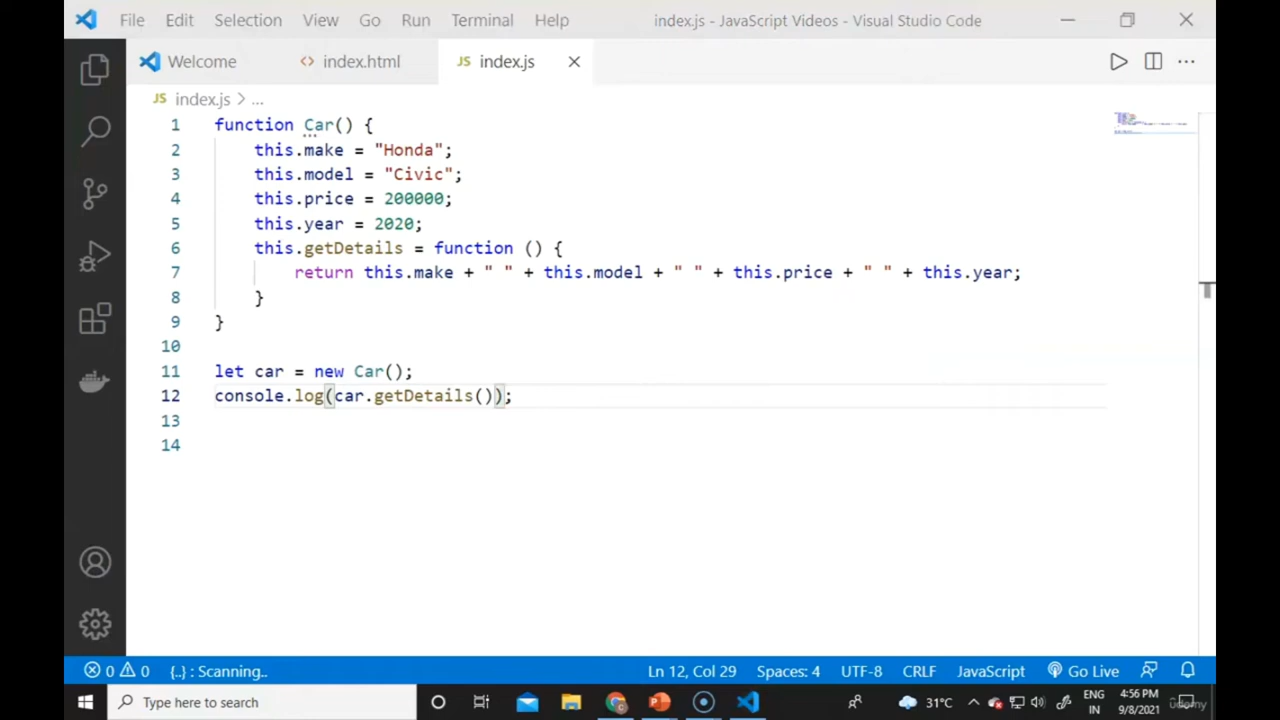 File Edit Selection View Go Run Terminal Help index.js - JavaScript Videos - Visual Studio Code
Welcome <> index.html JS index.js
JS index.js > ...
1 function Car() {
2 this.make = "Honda";
3 this.model = "Civic";
4 this.price = 200000;
5 this.year = 2020;
6 this.getDetails = function () {
7 return this.make + " " + this.model + " " + this.price + " " + this.year;
8 }
9 }
10
11 let car = new Car();
12 console.log(car.getDetails());
13
14
0 0 {..} : Scanning.. Ln 12, Col 29 Spaces: 4 UTF-8 CRLF JavaScript Go Live
Type here to search 31°C ENG 4:56 PM
IN 9/8/2021 Udemy